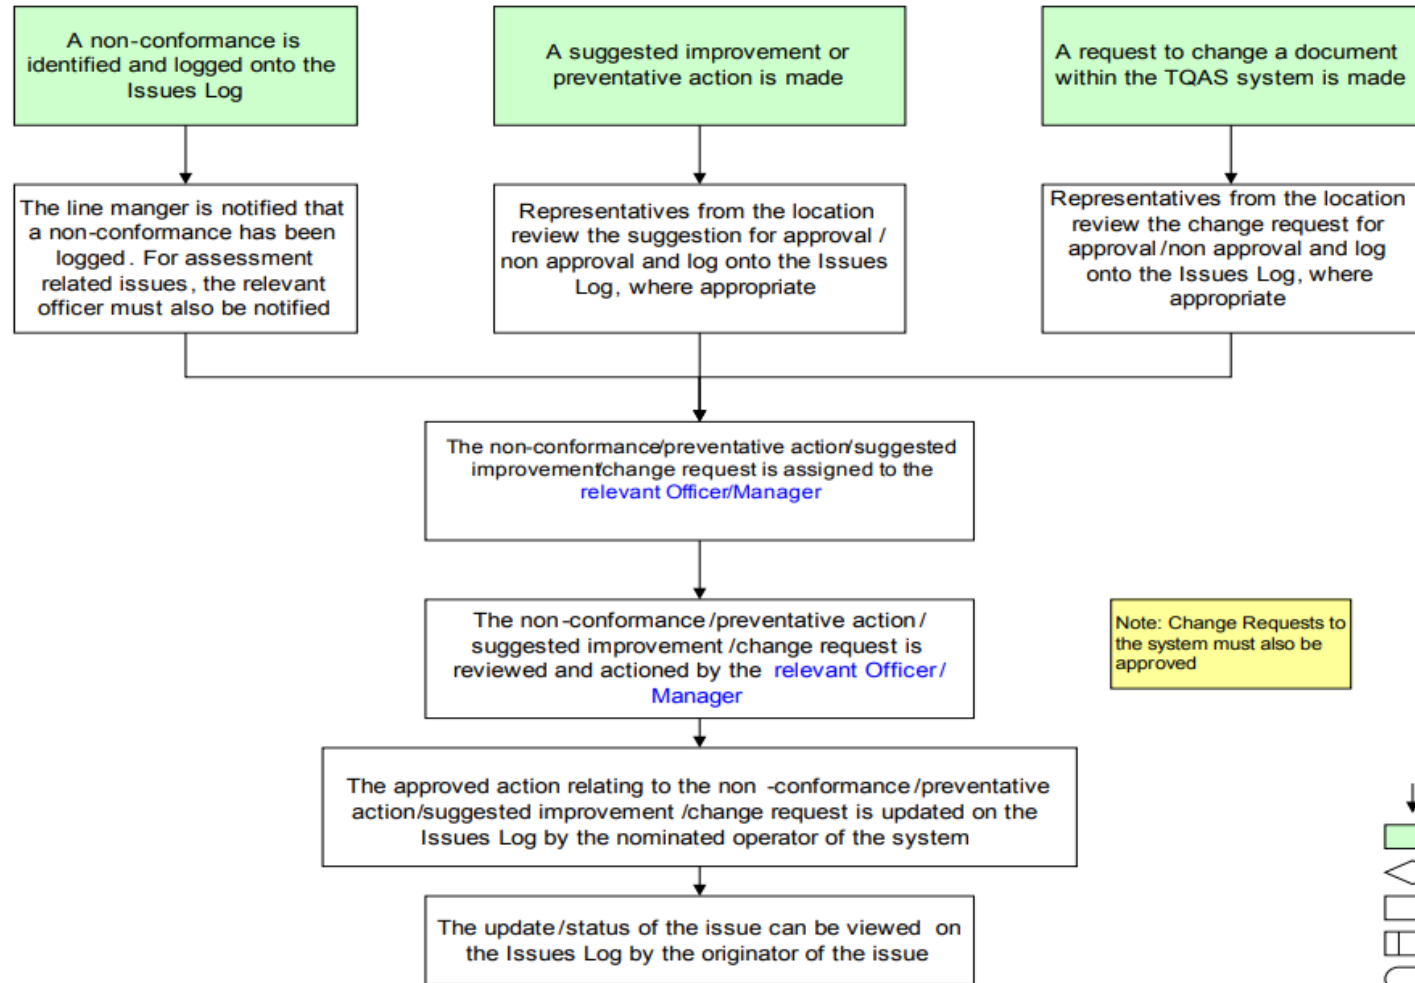 A non-conformance is
identified and logged onto the
Issues Log
A suggested improvement or
preventative action is made
A request to change a document
within the TQAS system is made
The line manger is notified that
a non-conformance has been
logged. For assessment
related issues, the relevant
officer must also be notified
Representatives from the location
review the suggestion for approval /
non approval and log onto the Issues
Log, where appropriate
Representatives from the location
review the change request for
approval/non approval and log
onto the Issues Log, where
appropriate
The non-conformance/preventative action/suggested
improvement/change request is assigned to the
relevant Officer/Manager
The non-conformance/preventative action/
suggested improvement/change request is
reviewed and actioned by the relevant Officer/
Manager
Note: Change Requests to
the system must also be
approved
The approved action relating to the non -conformance/preventative
action/suggested improvement/change request is updated on the
Issues Log by the nominated operator of the system
The update/status of the issue can be viewed on
the Issues Log by the originator of the issue